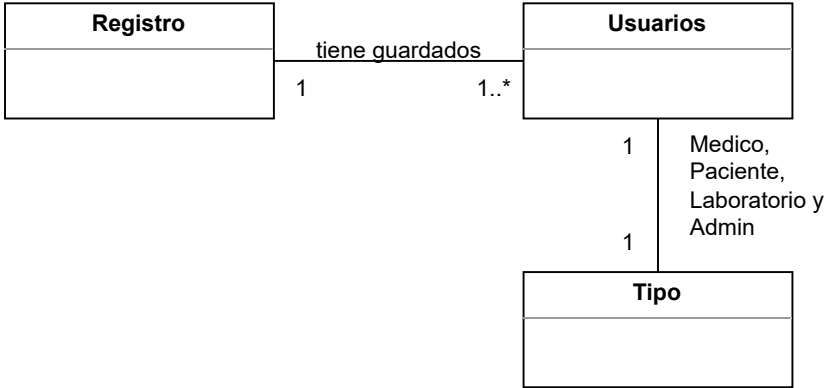 Registro
Usuarios
tiene guardados
1
1..*
1
Medico,
Paciente,
Laboratorio y
Admin
1
Tipo